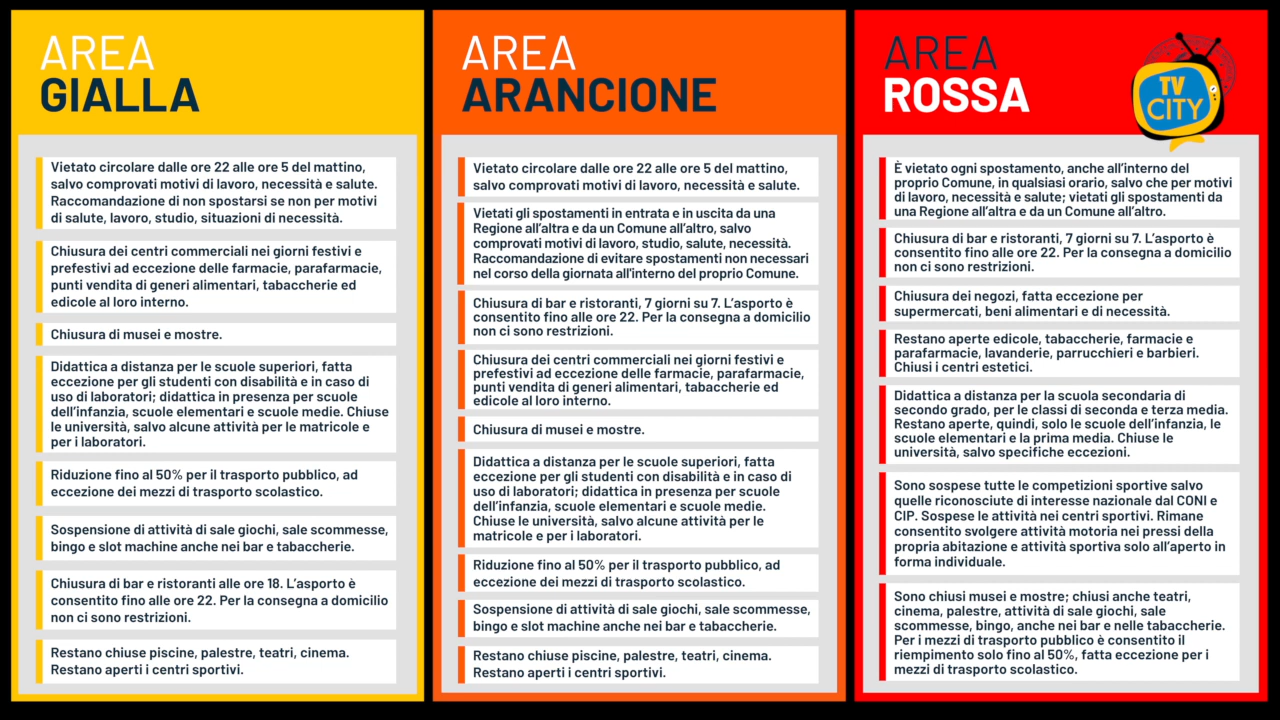 AREA
GIALLA
Vietato circolare dalle ore 22 alle ore 5 del mattino,
salvo comprovati motivi di lavoro, necessità e salute.
Raccomandazione di non spostarsi se non per motivi
di salute, lavoro, studio, situazioni di necessità.
Chiusura dei centri commerciali nei giorni festivi e
prefestivi ad eccezione delle farmacie, parafarmacie,
punti vendita di generi alimentari, tabaccherie ed
edicole al loro interno.
Chiusura di musei e mostre.
Didattica a distanza per le scuole superiori, fatta
eccezione per gli studenti con disabilità e in caso di
uso di laboratori; didattica in presenza per scuole
dell’infanzia, scuole elementari e scuole medie. Chiuse
le università, salvo alcune attività per le matricole e
per i laboratori.
Riduzione fino al 50% per il trasporto pubblico, ad
eccezione dei mezzi di trasporto scolastico.
Sospensione di attività di sale giochi, sale scommesse,
bingo e slot machine anche nei bar e tabaccherie.
Chiusura di bar e ristoranti alle ore 18. L’asporto è
consentito fino alle ore 22. Per la consegna a domicilio
non ci sono restrizioni.
Restano chiuse piscine, palestre, teatri, cinema.
Restano aperti i centri sportivi.
AREA
ARANCIONE
Vietato circolare dalle ore 22 alle ore 5 del mattino,
salvo comprovati motivi di lavoro, necessità e salute.
Vietati gli spostamenti in entrata e in uscita da una
Regione all’altra e da un Comune all’altro, salvo
comprovati motivi di lavoro, studio, salute, necessità.
Raccomandazione di evitare spostamenti non necessari
nel corso della giornata all'interno del proprio Comune.
Chiusura di bar e ristoranti, 7 giorni su 7. L’asporto è
consentito fino alle ore 22. Per la consegna a domicilio
non ci sono restrizioni.
Chiusura dei centri commerciali nei giorni festivi e
prefestivi ad eccezione delle farmacie, parafarmacie,
punti vendita di generi alimentari, tabaccherie ed
edicole al loro interno.
Chiusura di musei e mostre.
Didattica a distanza per le scuole superiori, fatta
eccezione per gli studenti con disabilità e in caso di
uso di laboratori; didattica in presenza per scuole
dell’infanzia, scuole elementari e scuole medie.
Chiuse le università, salvo alcune attività per le
matricole e per i laboratori.
Riduzione fino al 50% per il trasporto pubblico, ad
eccezione dei mezzi di trasporto scolastico.
Sospensione di attività di sale giochi, sale scommesse,
bingo e slot machine anche nei bar e tabaccherie.
Restano chiuse piscine, palestre, teatri, cinema.
Restano aperti i centri sportivi.
AREA
ROSSA
TV
CITY
È vietato ogni spostamento, anche all’interno del
proprio Comune, in qualsiasi orario, salvo che per motivi
di lavoro, necessità e salute; vietati gli spostamenti da
una Regione all’altra e da un Comune all’altro.
Chiusura di bar e ristoranti, 7 giorni su 7. L’asporto è
consentito fino alle ore 22. Per la consegna a domicilio
non ci sono restrizioni.
Chiusura dei negozi, fatta eccezione per
supermercati, beni alimentari e di necessità.
Restano aperte edicole, tabaccherie, farmacie e
parafarmacie, lavanderie, parrucchieri e barbieri.
Chiusi i centri estetici.
Didattica a distanza per la scuola secondaria di
secondo grado, per le classi di seconda e terza media.
Restano aperte, quindi, solo le scuole dell’infanzia, le
scuole elementari e la prima media. Chiuse le
università, salvo specifiche eccezioni.
Sono sospese tutte le competizioni sportive salvo
quelle riconosciute di interesse nazionale dal CONI e
CIP. Sospese le attività nei centri sportivi. Rimane
consentito svolgere attività motoria nei pressi della
propria abitazione e attività sportiva solo all’aperto in
forma individuale.
Sono chiusi musei e mostre; chiusi anche teatri,
cinema, palestre, attività di sale giochi, sale
scommesse, bingo, anche nei bar e nelle tabaccherie.
Per i mezzi di trasporto pubblico è consentito il
riempimento solo fino al 50%, fatta eccezione per i
mezzi di trasporto scolastico.